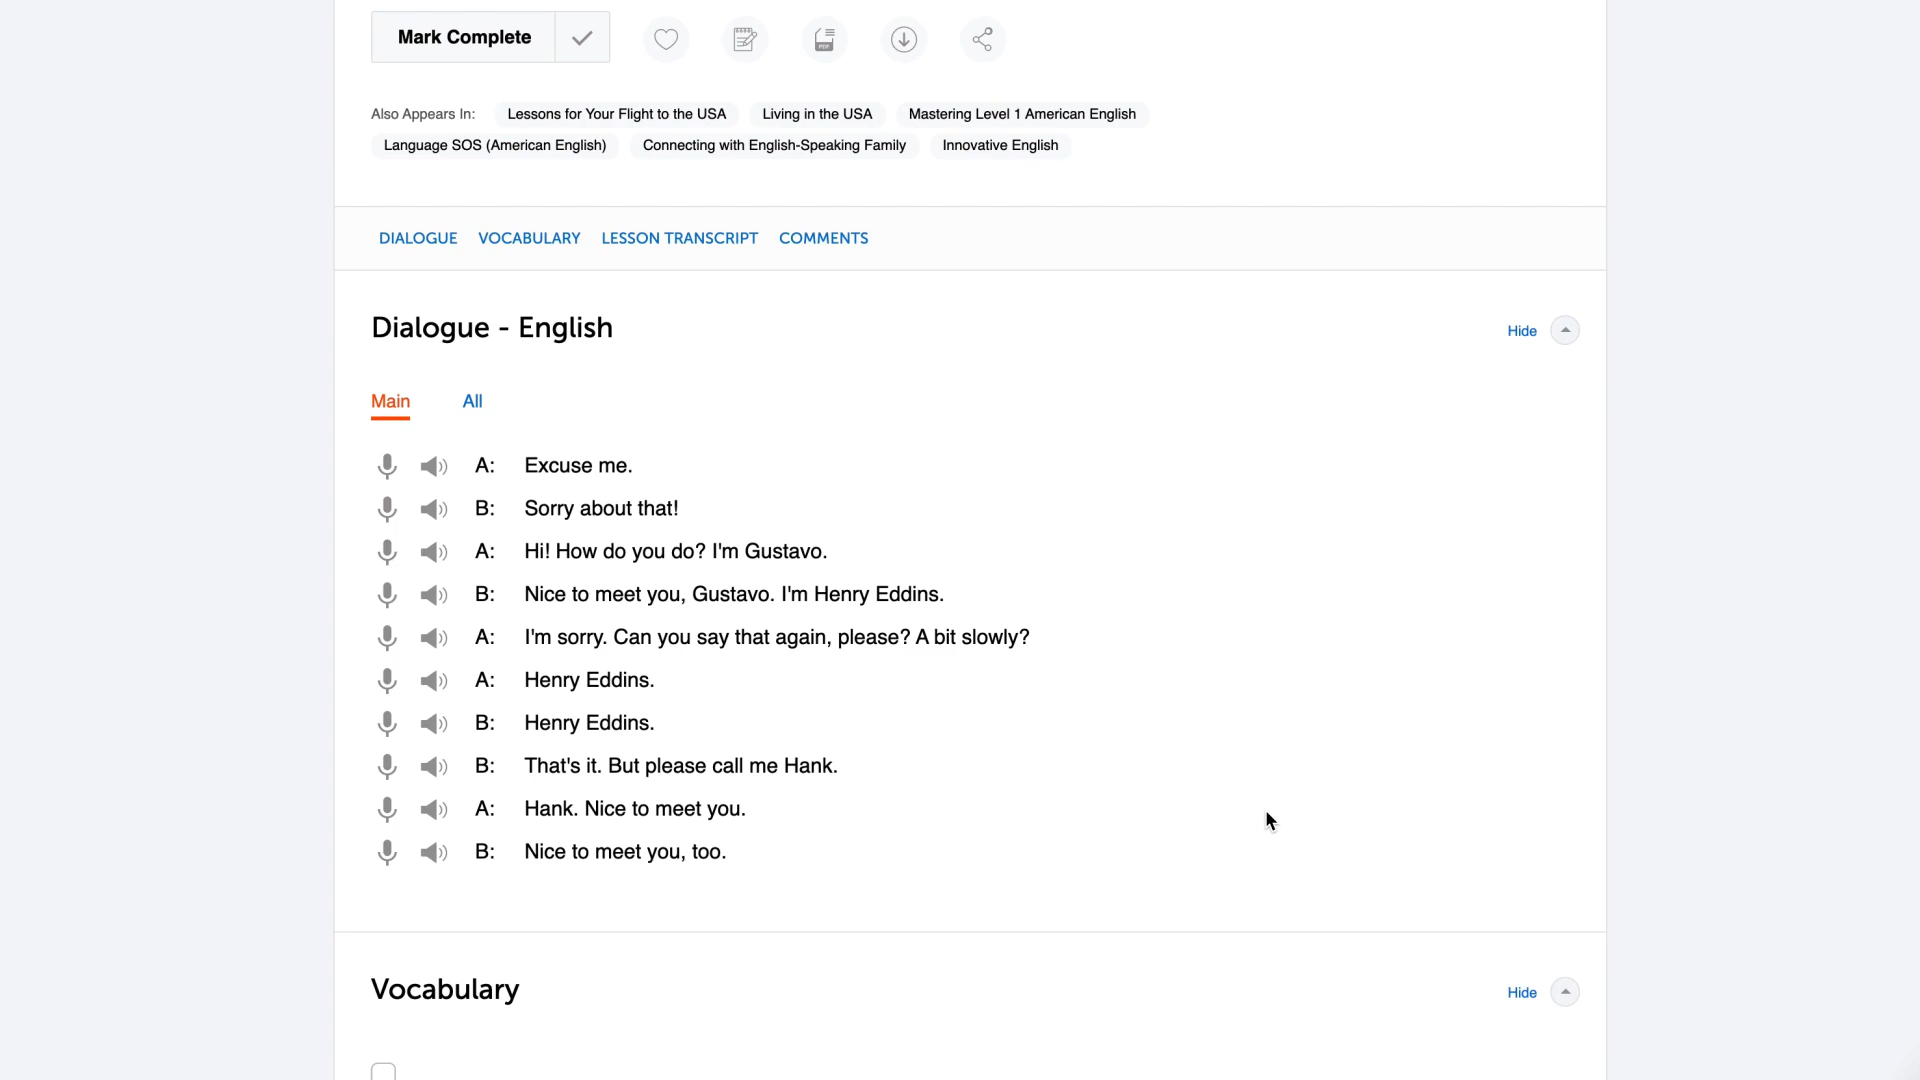 Mark Complete
Also Appears In: Lessons for Your Flight to the USA Living in the USA Mastering Level 1 American English
Language SOS (American English) Connecting with English-Speaking Family Innovative English
DIALOGUE VOCABULARY LESSON TRANSCRIPT COMMENTS
Dialogue - English Hide
Main All
A: Excuse me.
B: Sorry about that!
A: Hi! How do you do? I'm Gustavo.
B: Nice to meet you, Gustavo. I'm Henry Eddins.
A: I'm sorry. Can you say that again, please? A bit slowly?
A: Henry Eddins.
B: Henry Eddins.
B: That's it. But please call me Hank.
A: Hank. Nice to meet you.
B: Nice to meet you, too.
Vocabulary Hide